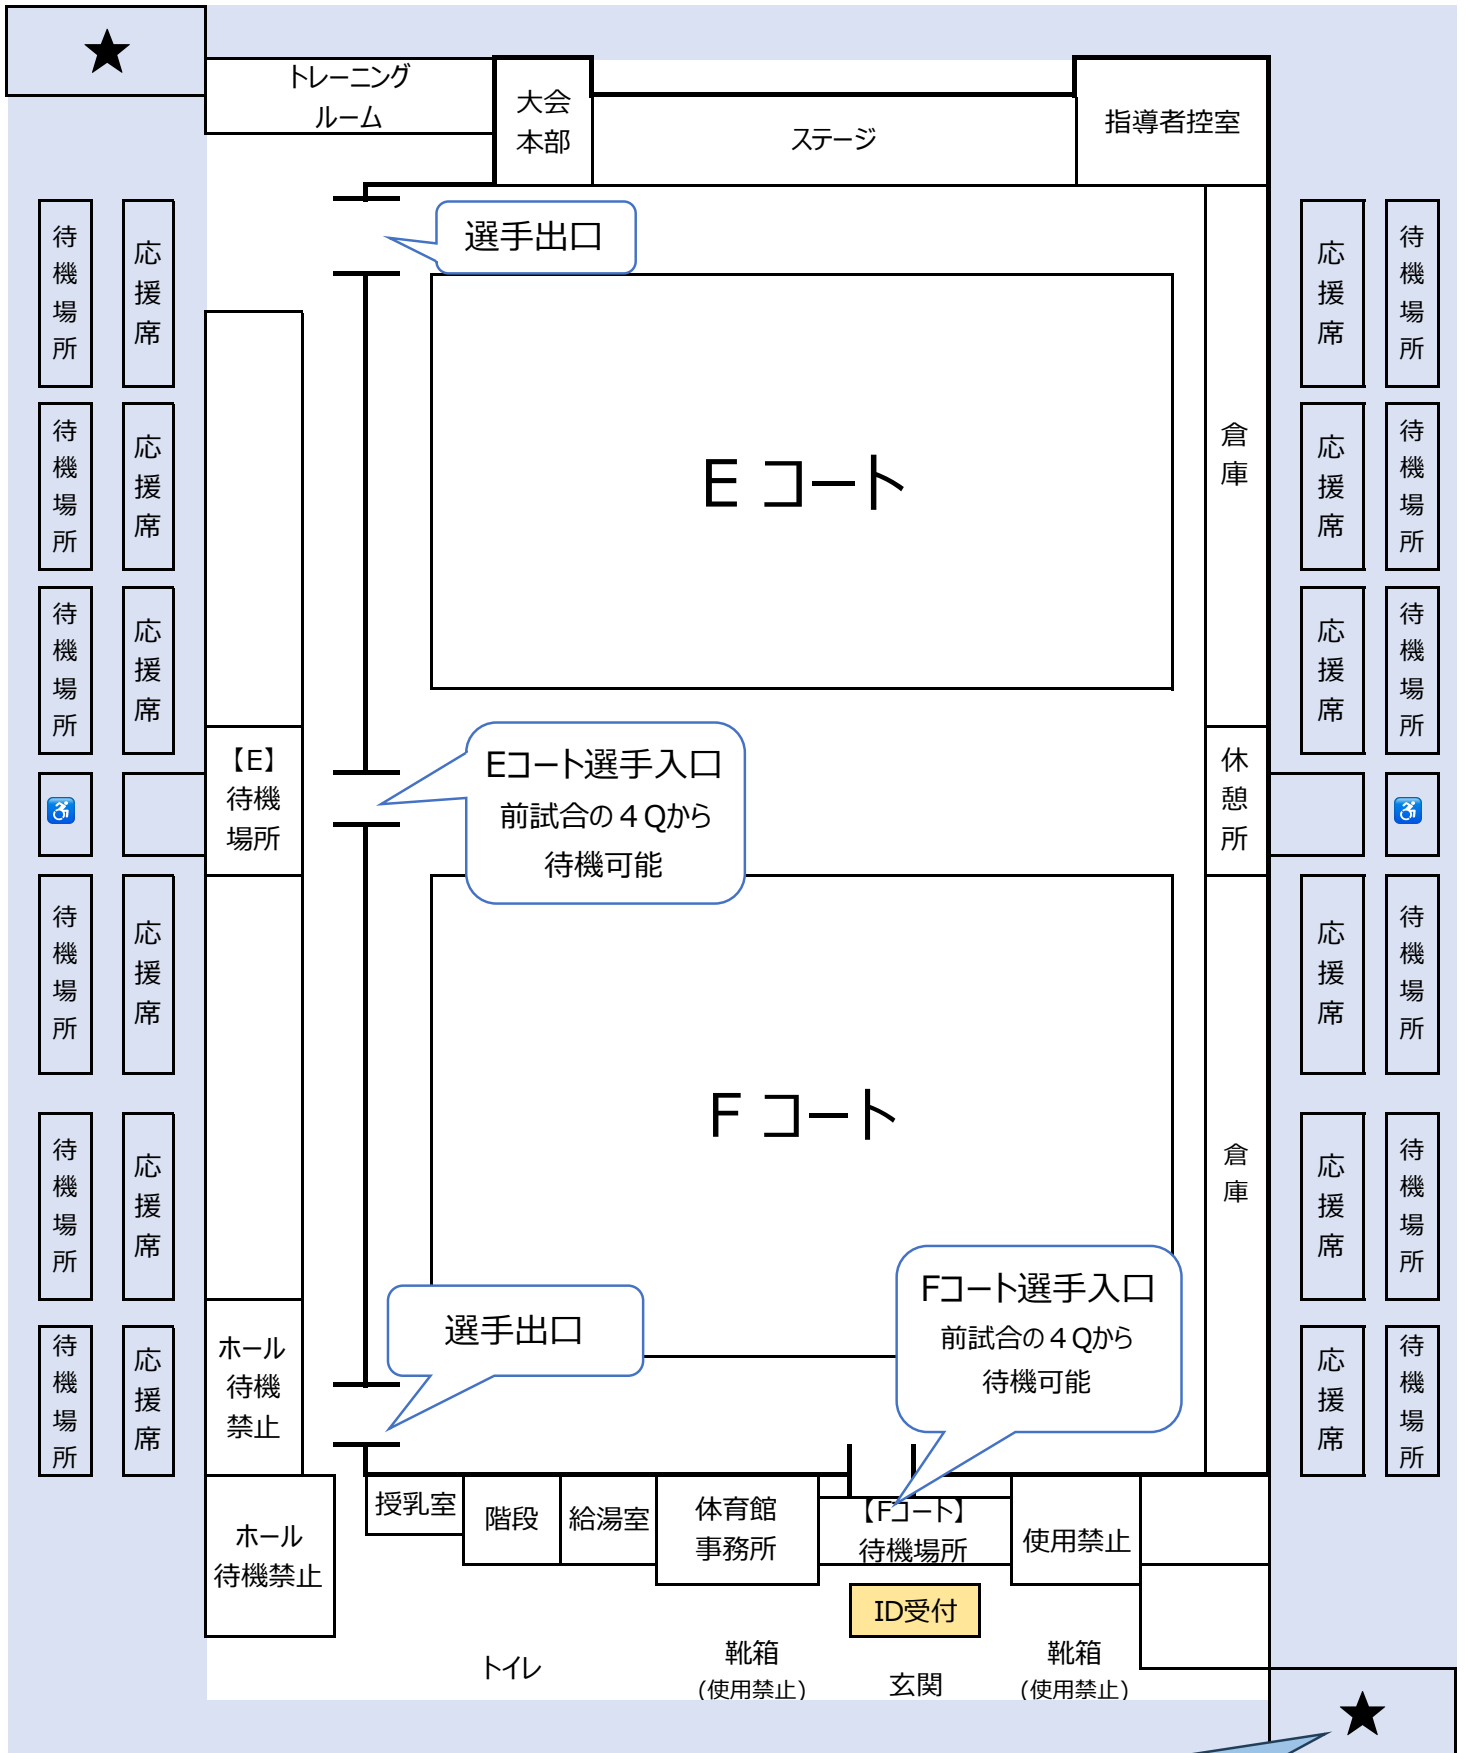 ★
トレーニング
ルーム
大会
本部
ステージ
指導者控室
選手出口
待機場所
応援席
応援席
待機場所
Eコート
倉庫
待機場所
応援席
応援席
待機場所
待機場所
応援席
応援席
待機場所
【E】
待機
場所
Eコート選手入口
前試合の４Qから
待機可能
休憩所
♿
♿
待機場所
応援席
応援席
待機場所
Fコート
倉庫
待機場所
応援席
応援席
待機場所
Fコート選手入口
前試合の４Qから
待機可能
選手出口
ホール
待機
禁止
待機場所
応援席
応援席
待機場所
授乳室
階段
給湯室
体育館
事務所
【Fコート】
待機場所
使用禁止
ホール
待機禁止
ID受付
トイレ
靴箱
（使用禁止）
玄関
靴箱
（使用禁止）
★